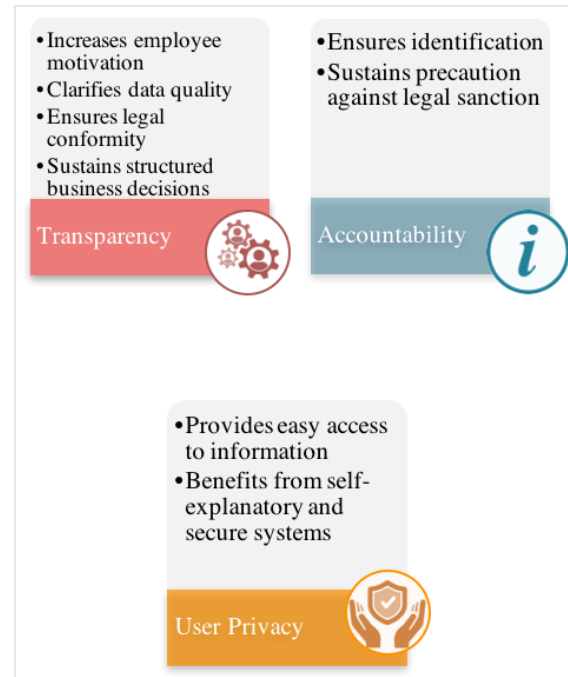 •Increases employee
motivation
•Clarifies data quality
•Ensures legal
conformity
•Sustains structured
business decisions
Transparency
•Ensures identification
•Sustains precaution
against legal sanction
Accountability
i
•Provides easy access
to information
•Benefits from self-
explanatory and
secure systems
User Privacy